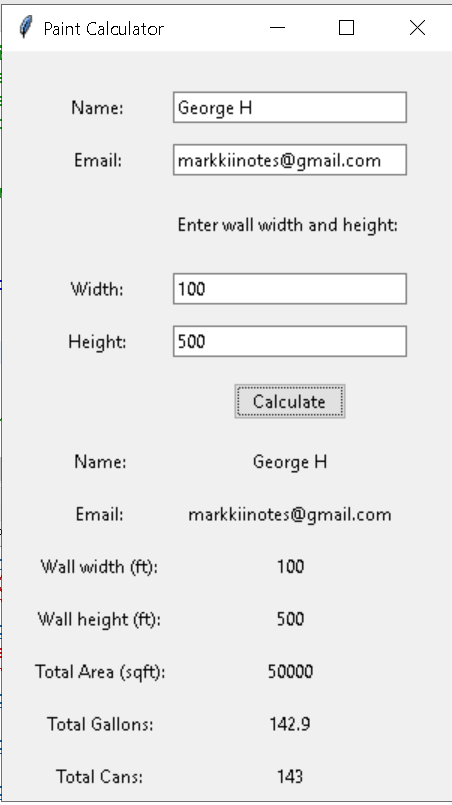 Paint Calculator
Name: George H
Email: markkiinotes@gmail.com
Enter wall width and height:
Width: 100
Height: 500
Calculate
Name: George H
Email: markkiinotes@gmail.com
Wall width (ft): 100
Wall height (ft): 500
Total Area (sqft): 50000
Total Gallons: 142.9
Total Cans: 143